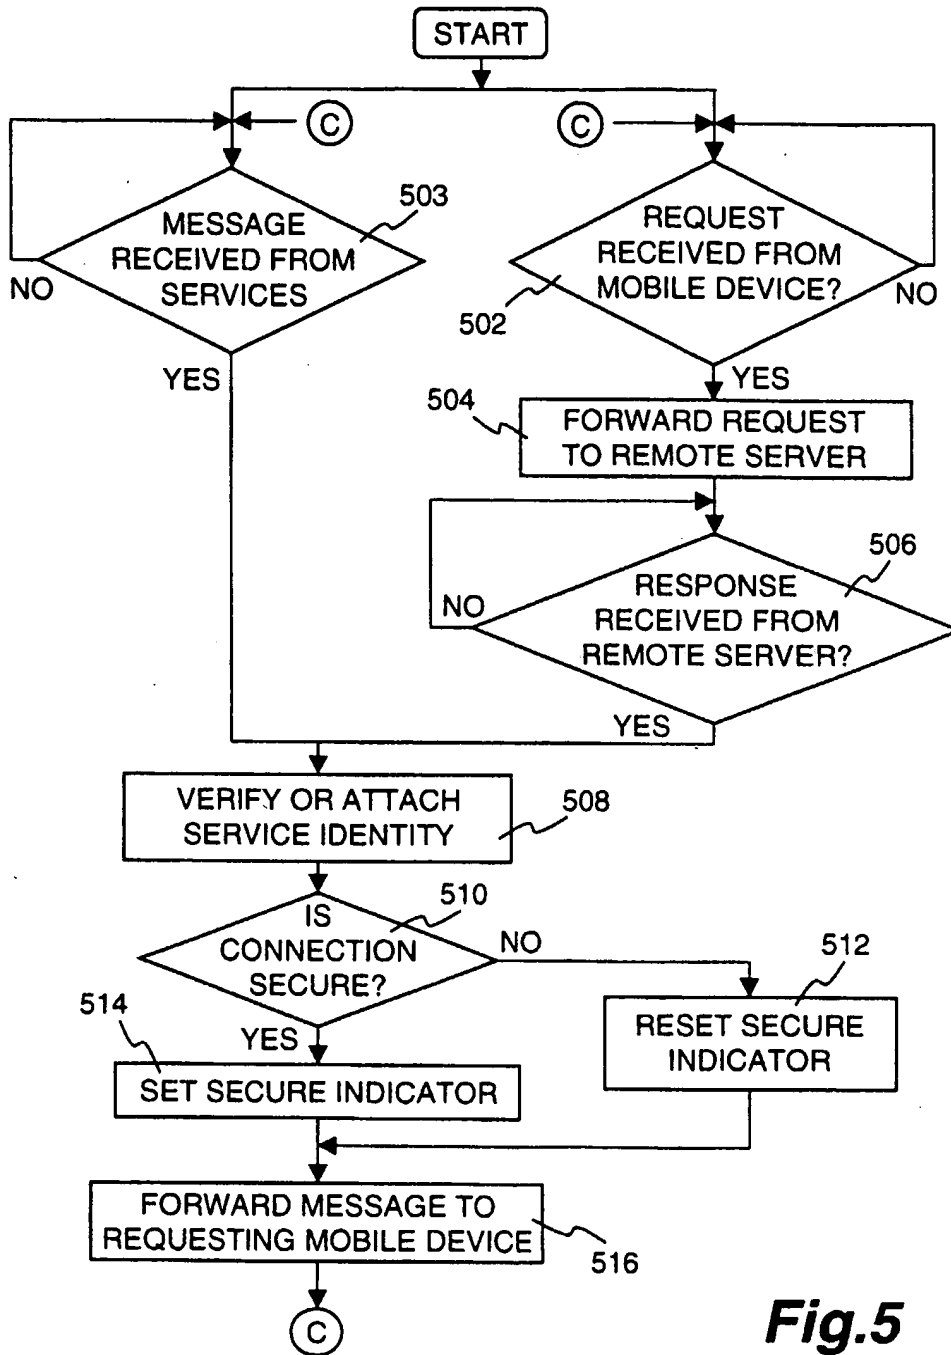 START
C
C
MESSAGE
RECEIVED FROM
SERVICES
503
NO
YES
REQUEST
RECEIVED FROM
MOBILE DEVICE?
502
NO
YES
504
FORWARD REQUEST
TO REMOTE SERVER
506
RESPONSE
RECEIVED FROM
REMOTE SERVER?
NO
YES
VERIFY OR ATTACH
SERVICE IDENTITY
508
IS
CONNECTION
SECURE?
510
NO
512
RESET SECURE
INDICATOR
514
YES
SET SECURE INDICATOR
FORWARD MESSAGE TO
REQUESTING MOBILE DEVICE
516
C
Fig.5